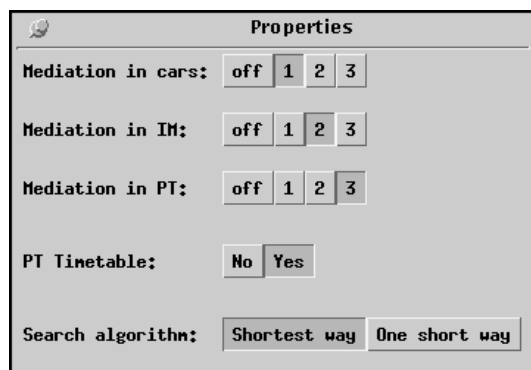 Properties
Mediation in cars: off 1 2 3
Mediation in IM: off 1 2 3
Mediation in PT: off 1 2 3
PT Timetable: No Yes
Search algorithm: Shortest way One short way